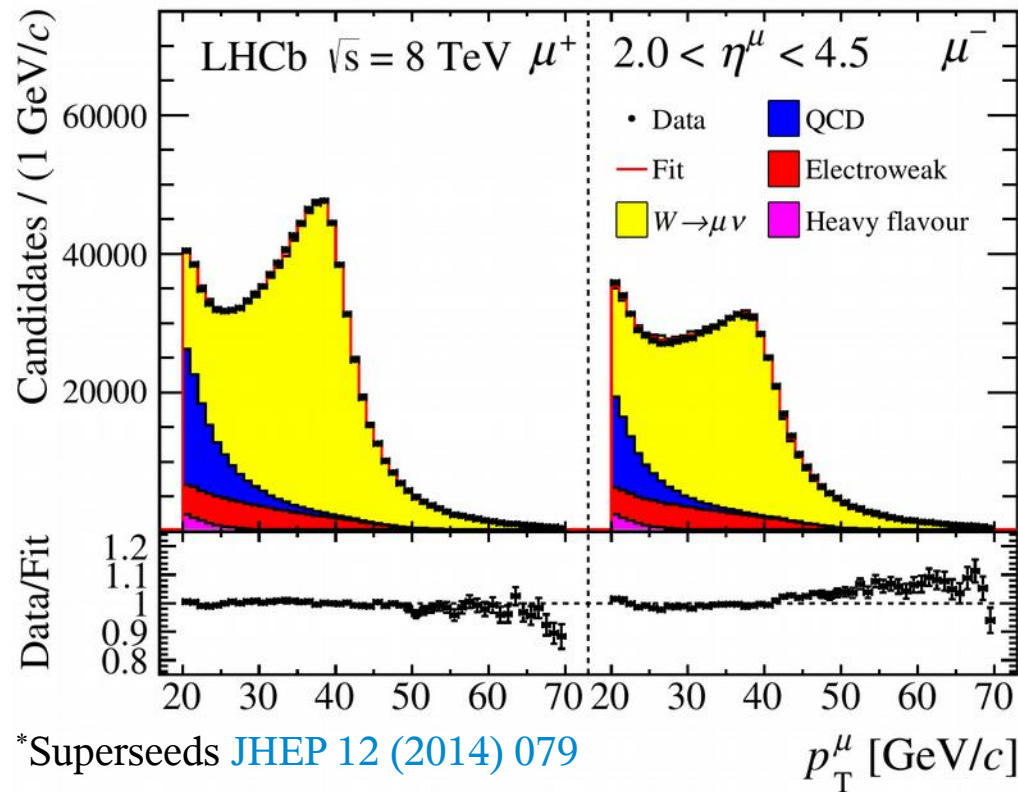 LHCb √s = 8 TeV μ⁺ 2.0 < η^μ < 4.5 μ⁻
Data
Fit
W→μν
QCD
Electroweak
Heavy flavour
Candidates / (1 GeV/c)
60000
40000
20000
Data/Fit
1.2
1.1
1
0.9
0.8
20 30 40 50 60 70 20 30 40 50 60 70
*Superseeds JHEP 12 (2014) 079
p_T^μ [GeV/c]